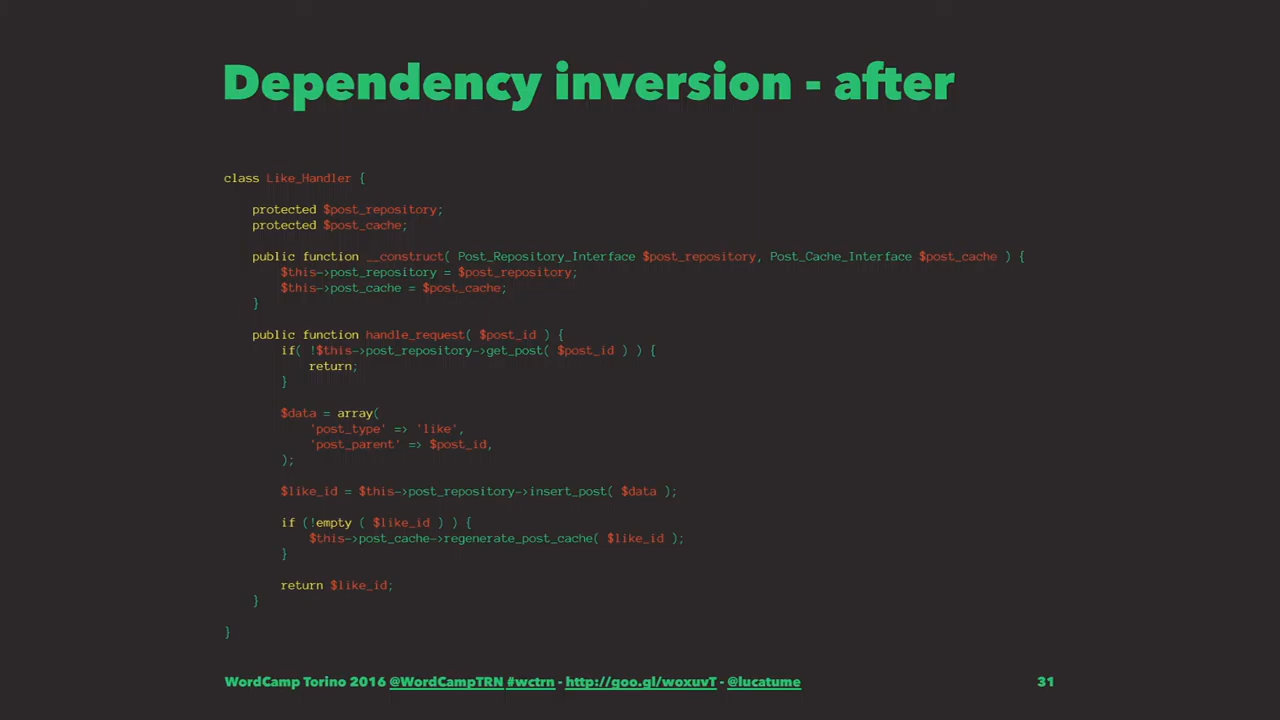 Dependency inversion - after
class Like_Handler {
protected $post_repository;
protected $post_cache;
public function __construct( Post_Repository_Interface $post_repository, Post_Cache_Interface $post_cache ) {
$this->post_repository = $post_repository;
$this->post_cache = $post_cache;
}
public function handle_request( $post_id ) {
if( !$this->post_repository->get_post( $post_id ) ) {
return;
}
$data = array(
'post_type' => 'like',
'post_parent' => $post_id,
);
$like_id = $this->post_repository->insert_post( $data );
if (!empty ( $like_id ) ) {
$this->post_cache->regenerate_post_cache( $like_id );
}
return $like_id;
}
}
WordCamp Torino 2016 @WordCampTRN #wctrn - http://goo.gl/woxuvT - @lucatume 31